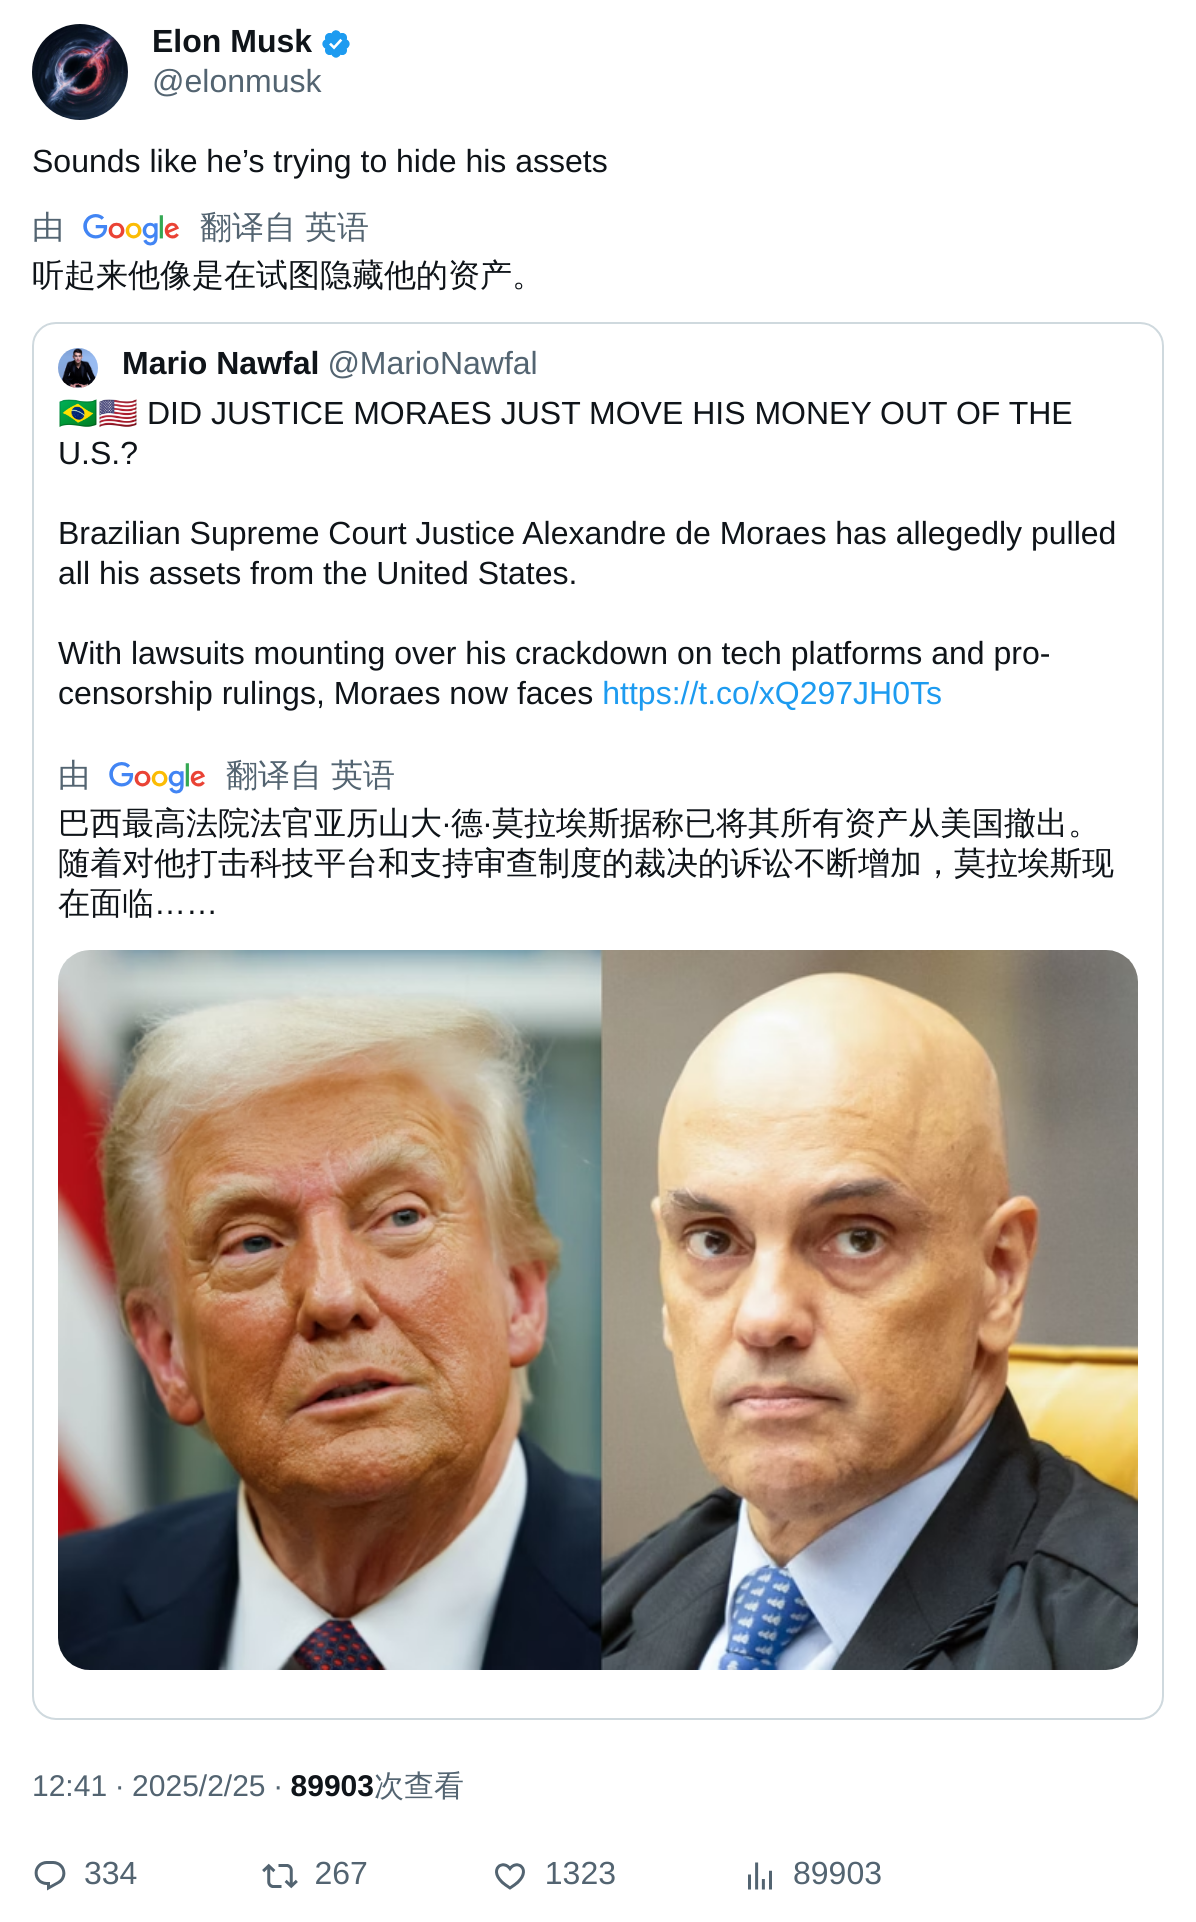 Elon Musk
@elonmusk
Sounds like he’s trying to hide his assets
由 Google 翻译自 英语
听起来他像是在试图隐藏他的资产。
Mario Nawfal @MarioNawfal
🇧🇷🇺🇸 DID JUSTICE MORAES JUST MOVE HIS MONEY OUT OF THE
U.S.?
Brazilian Supreme Court Justice Alexandre de Moraes has allegedly pulled
all his assets from the United States.
With lawsuits mounting over his crackdown on tech platforms and pro-
censorship rulings, Moraes now faces https://t.co/xQ297JH0Ts
由 Google 翻译自 英语
巴西最高法院法官亚历山大·德·莫拉埃斯据称已将其所有资产从美国撤出。
随着对他打击科技平台和支持审查制度的裁决的诉讼不断增加，莫拉埃斯现
在面临……
12:41 · 2025/2/25 · 89903次查看
334 267 1323 89903